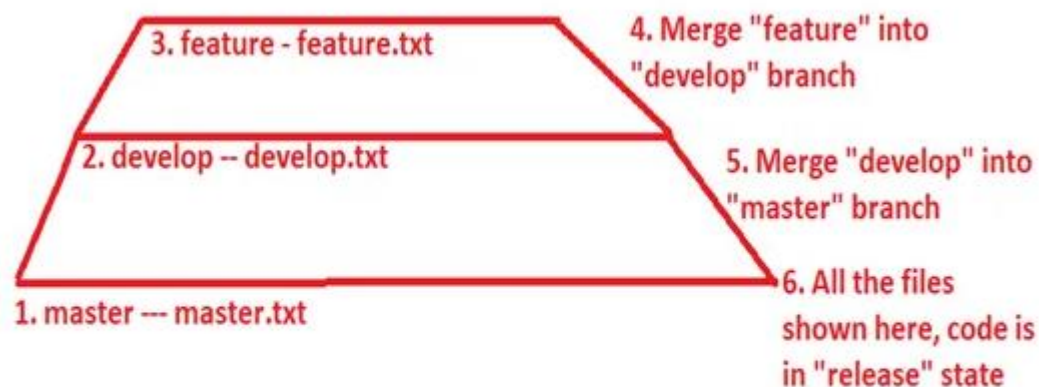 3. feature - feature.txt
4. Merge "feature" into
"develop" branch
2. develop -- develop.txt
5. Merge "develop" into
"master" branch
1. master --- master.txt
6. All the files
shown here, code is
in "release" state